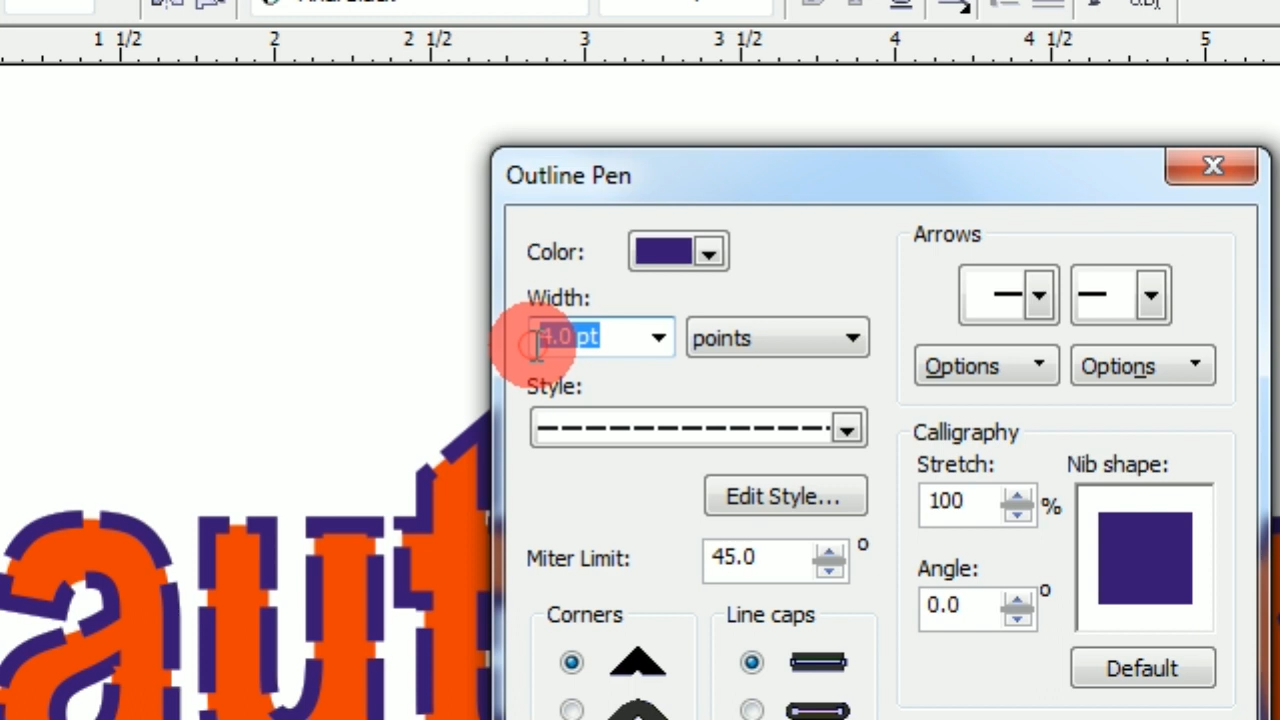 1 1/2 2 2 1/2 3 3 1/2 4 4 1/2 5
Outline Pen
Color:
Width:
4.0 pt
points
Style:
Edit Style...
Miter Limit: 45.0 º
Corners
Line caps
Arrows
Options Options
Calligraphy
Stretch: Nib shape:
100 %
Angle:
0.0 º
Default
aut